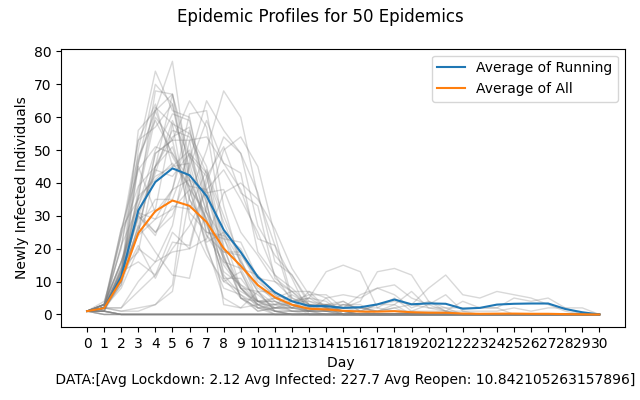 Epidemic Profiles for 50 Epidemics
Average of Running
Average of All
Newly Infected Individuals
80
70
60
50
40
30
20
10
0
0 1 2 3 4 5 6 7 8 9 10 11 12 13 14 15 16 17 18 19 20 21 22 23 24 25 26 27 28 29 30
Day
DATA:[Avg Lockdown: 2.12 Avg Infected: 227.7 Avg Reopen: 10.842105263157896]